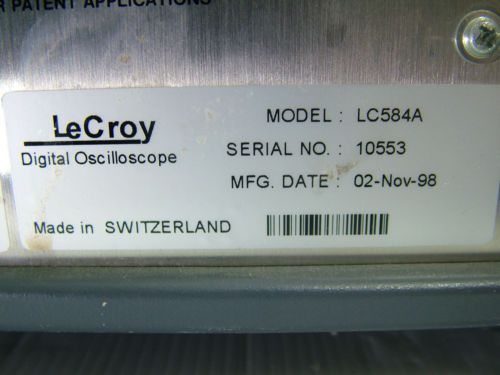 PATENT APPLICATIONS
LeCroy
Digital Oscilloscope
MODEL : LC584A
SERIAL NO. : 10553
MFG. DATE : 02-Nov-98
Made in SWITZERLAND